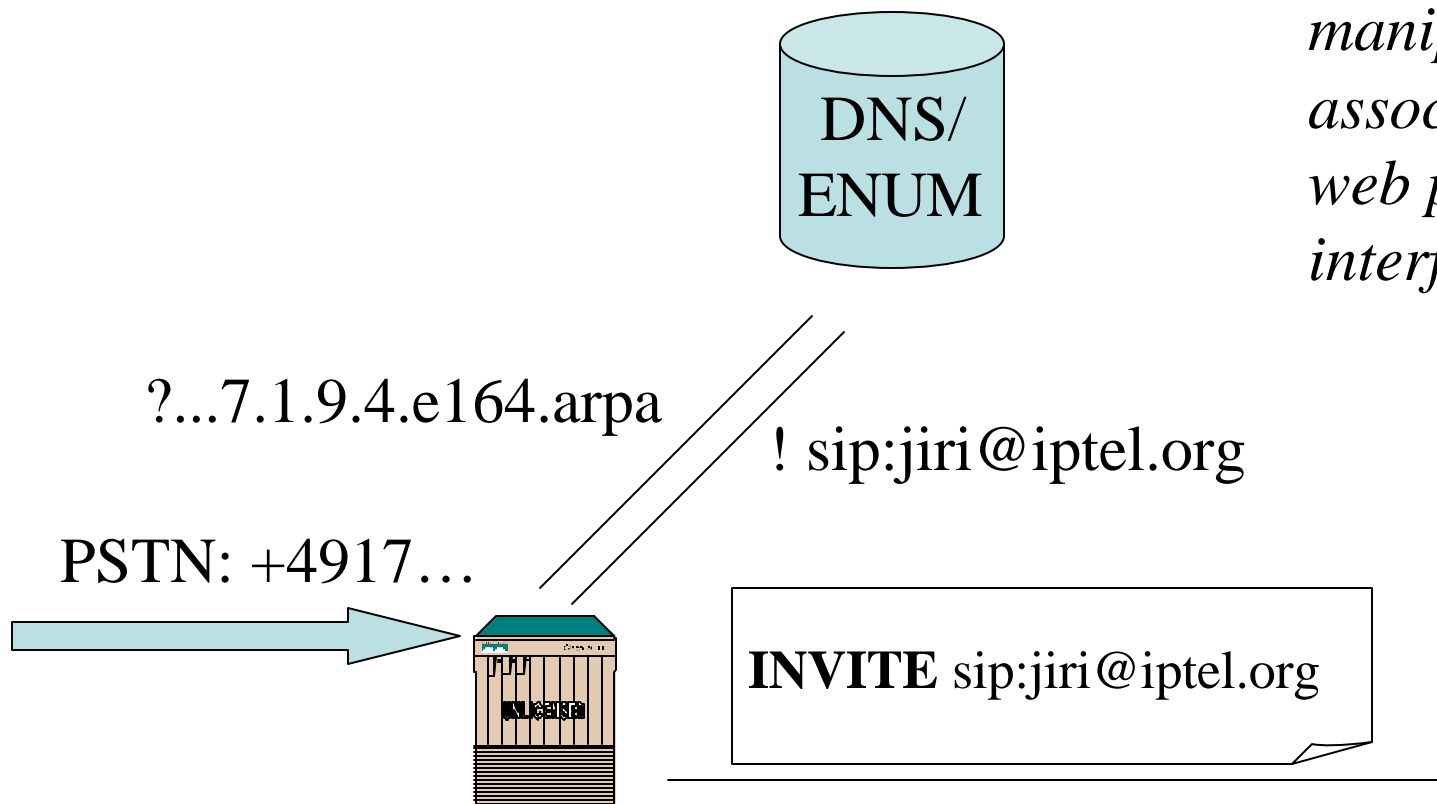 DNS/
ENUM
?...7.1.9.4.e164.arpa
! sip:jiri@iptel.org
PSTN: +4917…
INVITE sip:jiri@iptel.org
web